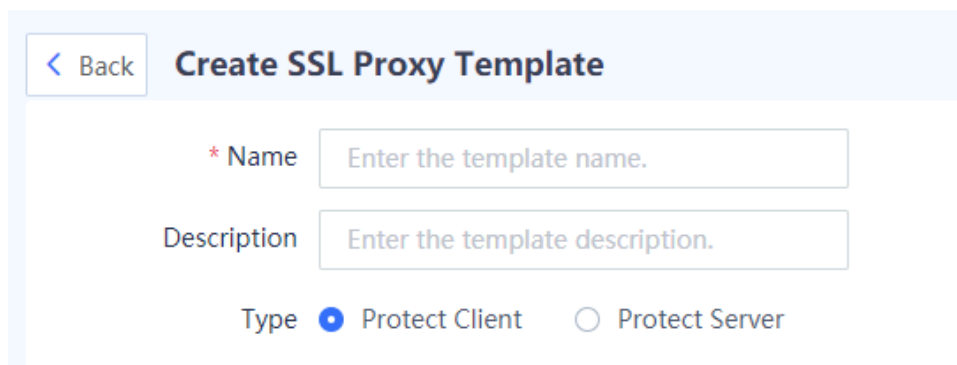 Back Create SSL Proxy Template
* Name Enter the template name.
Description Enter the template description.
Type Protect Client Protect Server